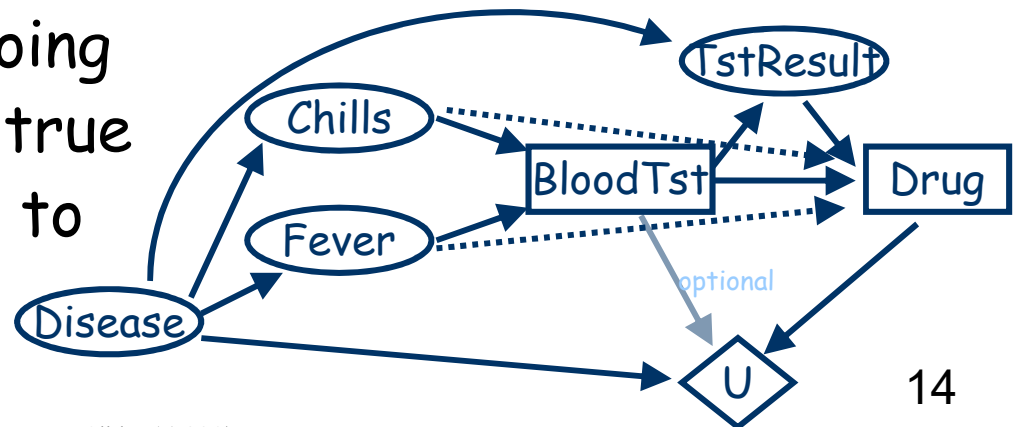 oing
true
to
TstResult
Chills
BloodTst
Drug
Fever
optional
Disease
U
14